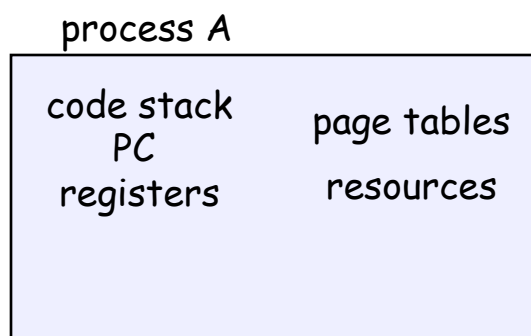 process A
code stack
PC
registers
page tables
resources